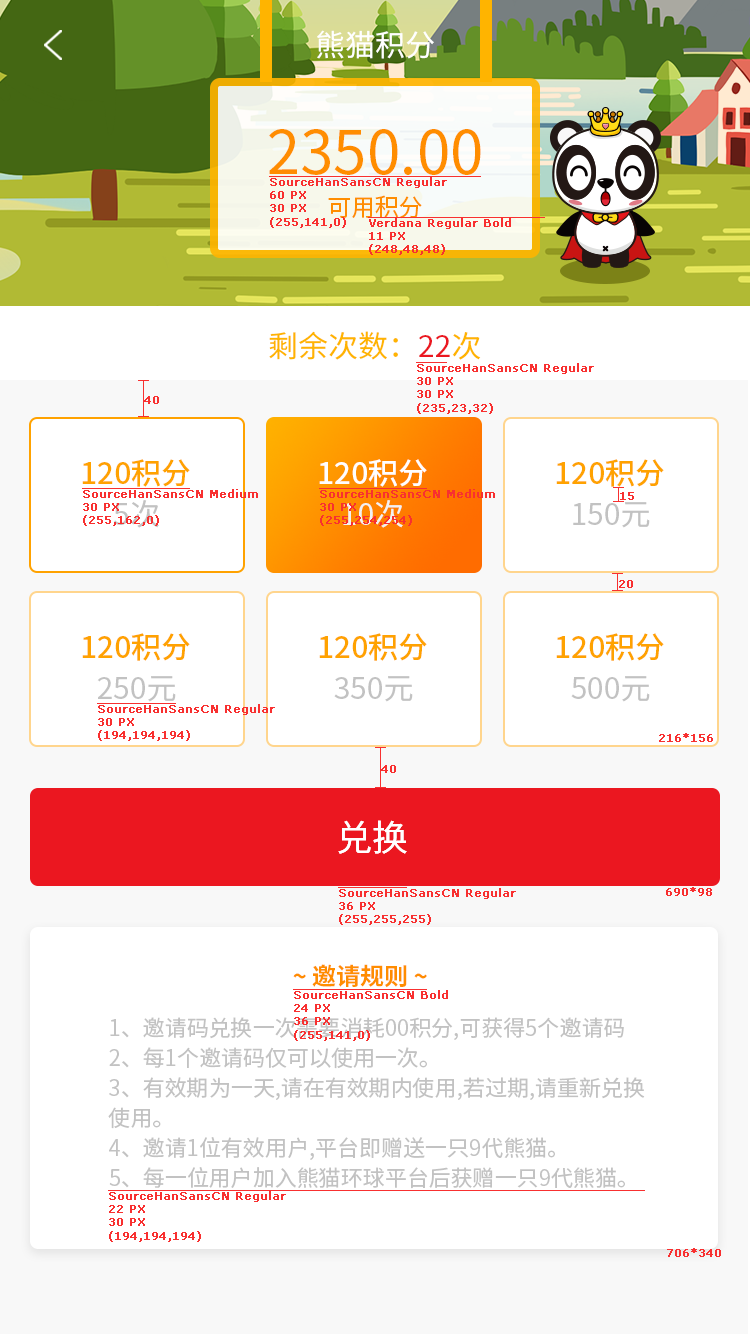 熊猫积分
2350.00
SourceHanSansCN Regular
60 PX
30 PX
(255,141,0)
可用积分
Verdana Regular Bold
11 PX
(248,48,48)
剩余次数：22次
SourceHanSansCN Regular
30 PX
30 PX
(235,23,32)
40
120积分
SourceHanSansCN Medium
30 PX
(255,162,0)
5次
120积分
SourceHanSansCN Medium
30 PX
(255,254,254)
10次
120积分
15
150元
20
120积分
250元
SourceHanSansCN Regular
30 PX
(194,194,194)
120积分
350元
120积分
500元
216*156
40
兑换
SourceHanSansCN Regular
36 PX
(255,255,255)
690*98
~ 邀请规则 ~
SourceHanSansCN Bold
24 PX
36 PX
(255,141,0)
1、邀请码兑换一次需要消耗00积分,可获得5个邀请码
2、每1个邀请码仅可以使用一次。
3、有效期为一天,请在有效期内使用,若过期,请重新兑换
使用。
4、邀请1位有效用户,平台即赠送一只9代熊猫。
5、每一位用户加入熊猫环球平台后获赠一只9代熊猫。
SourceHanSansCN Regular
22 PX
30 PX
(194,194,194)
706*340